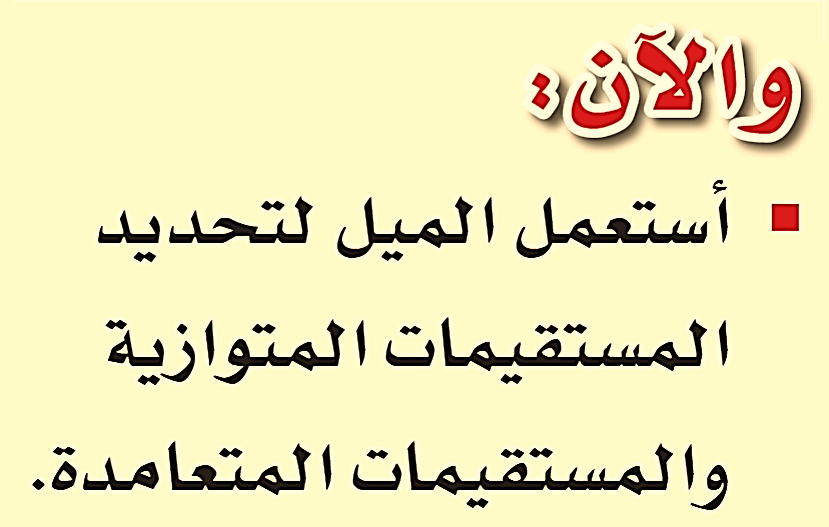 والآن:
▪ أستعمل الميل لتحديد
المستقيمات المتوازية
والمستقيمات المتعامدة.